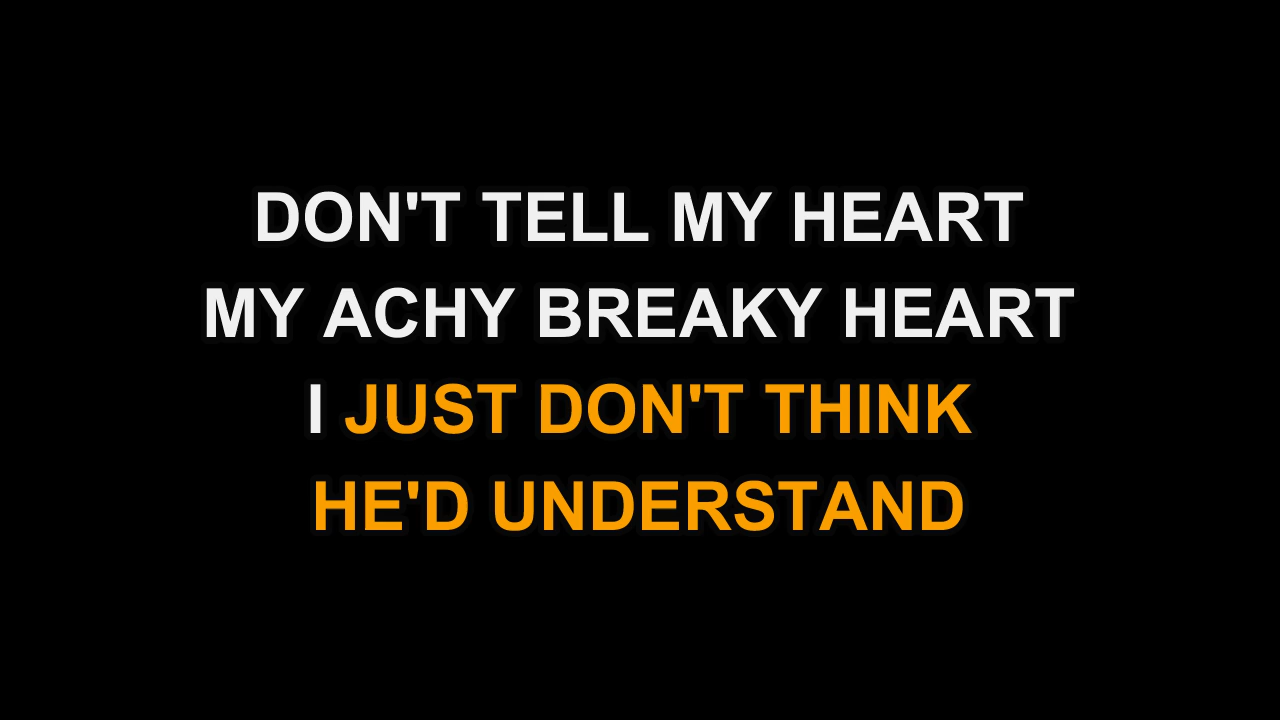 DON'T TELL MY HEART
MY ACHY BREAKY HEART
I JUST DON'T THINK
HE'D UNDERSTAND